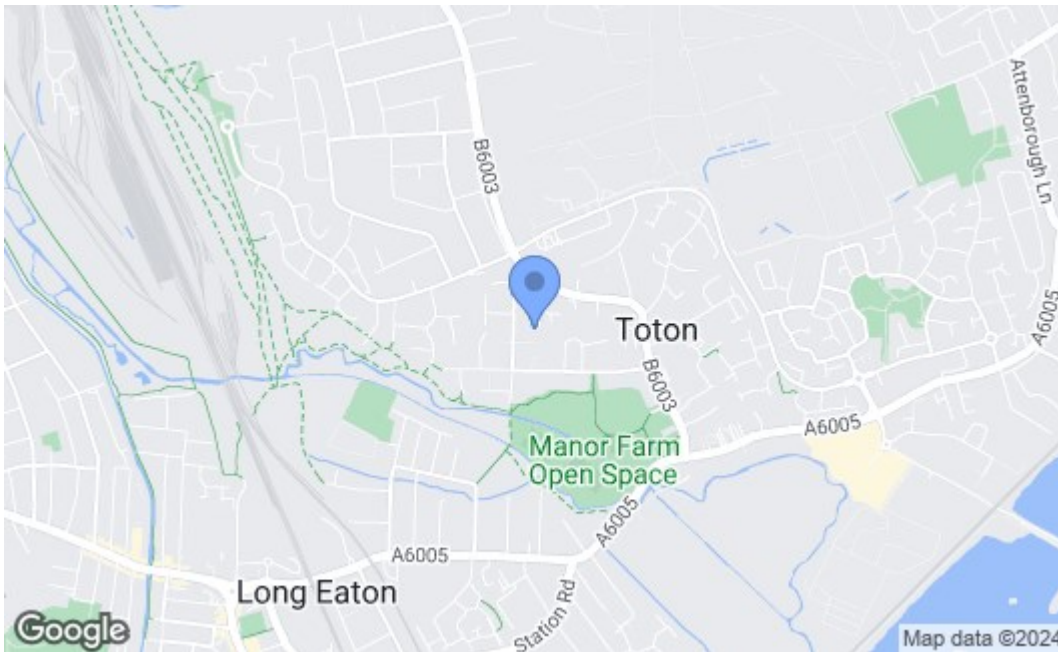 B6003
Attenborough Ln
A6005
Toton
B6003
A6005
Manor Farm
Open Space
A6005
A6005
Long Eaton
Station Rd
Google
Map data ©2024